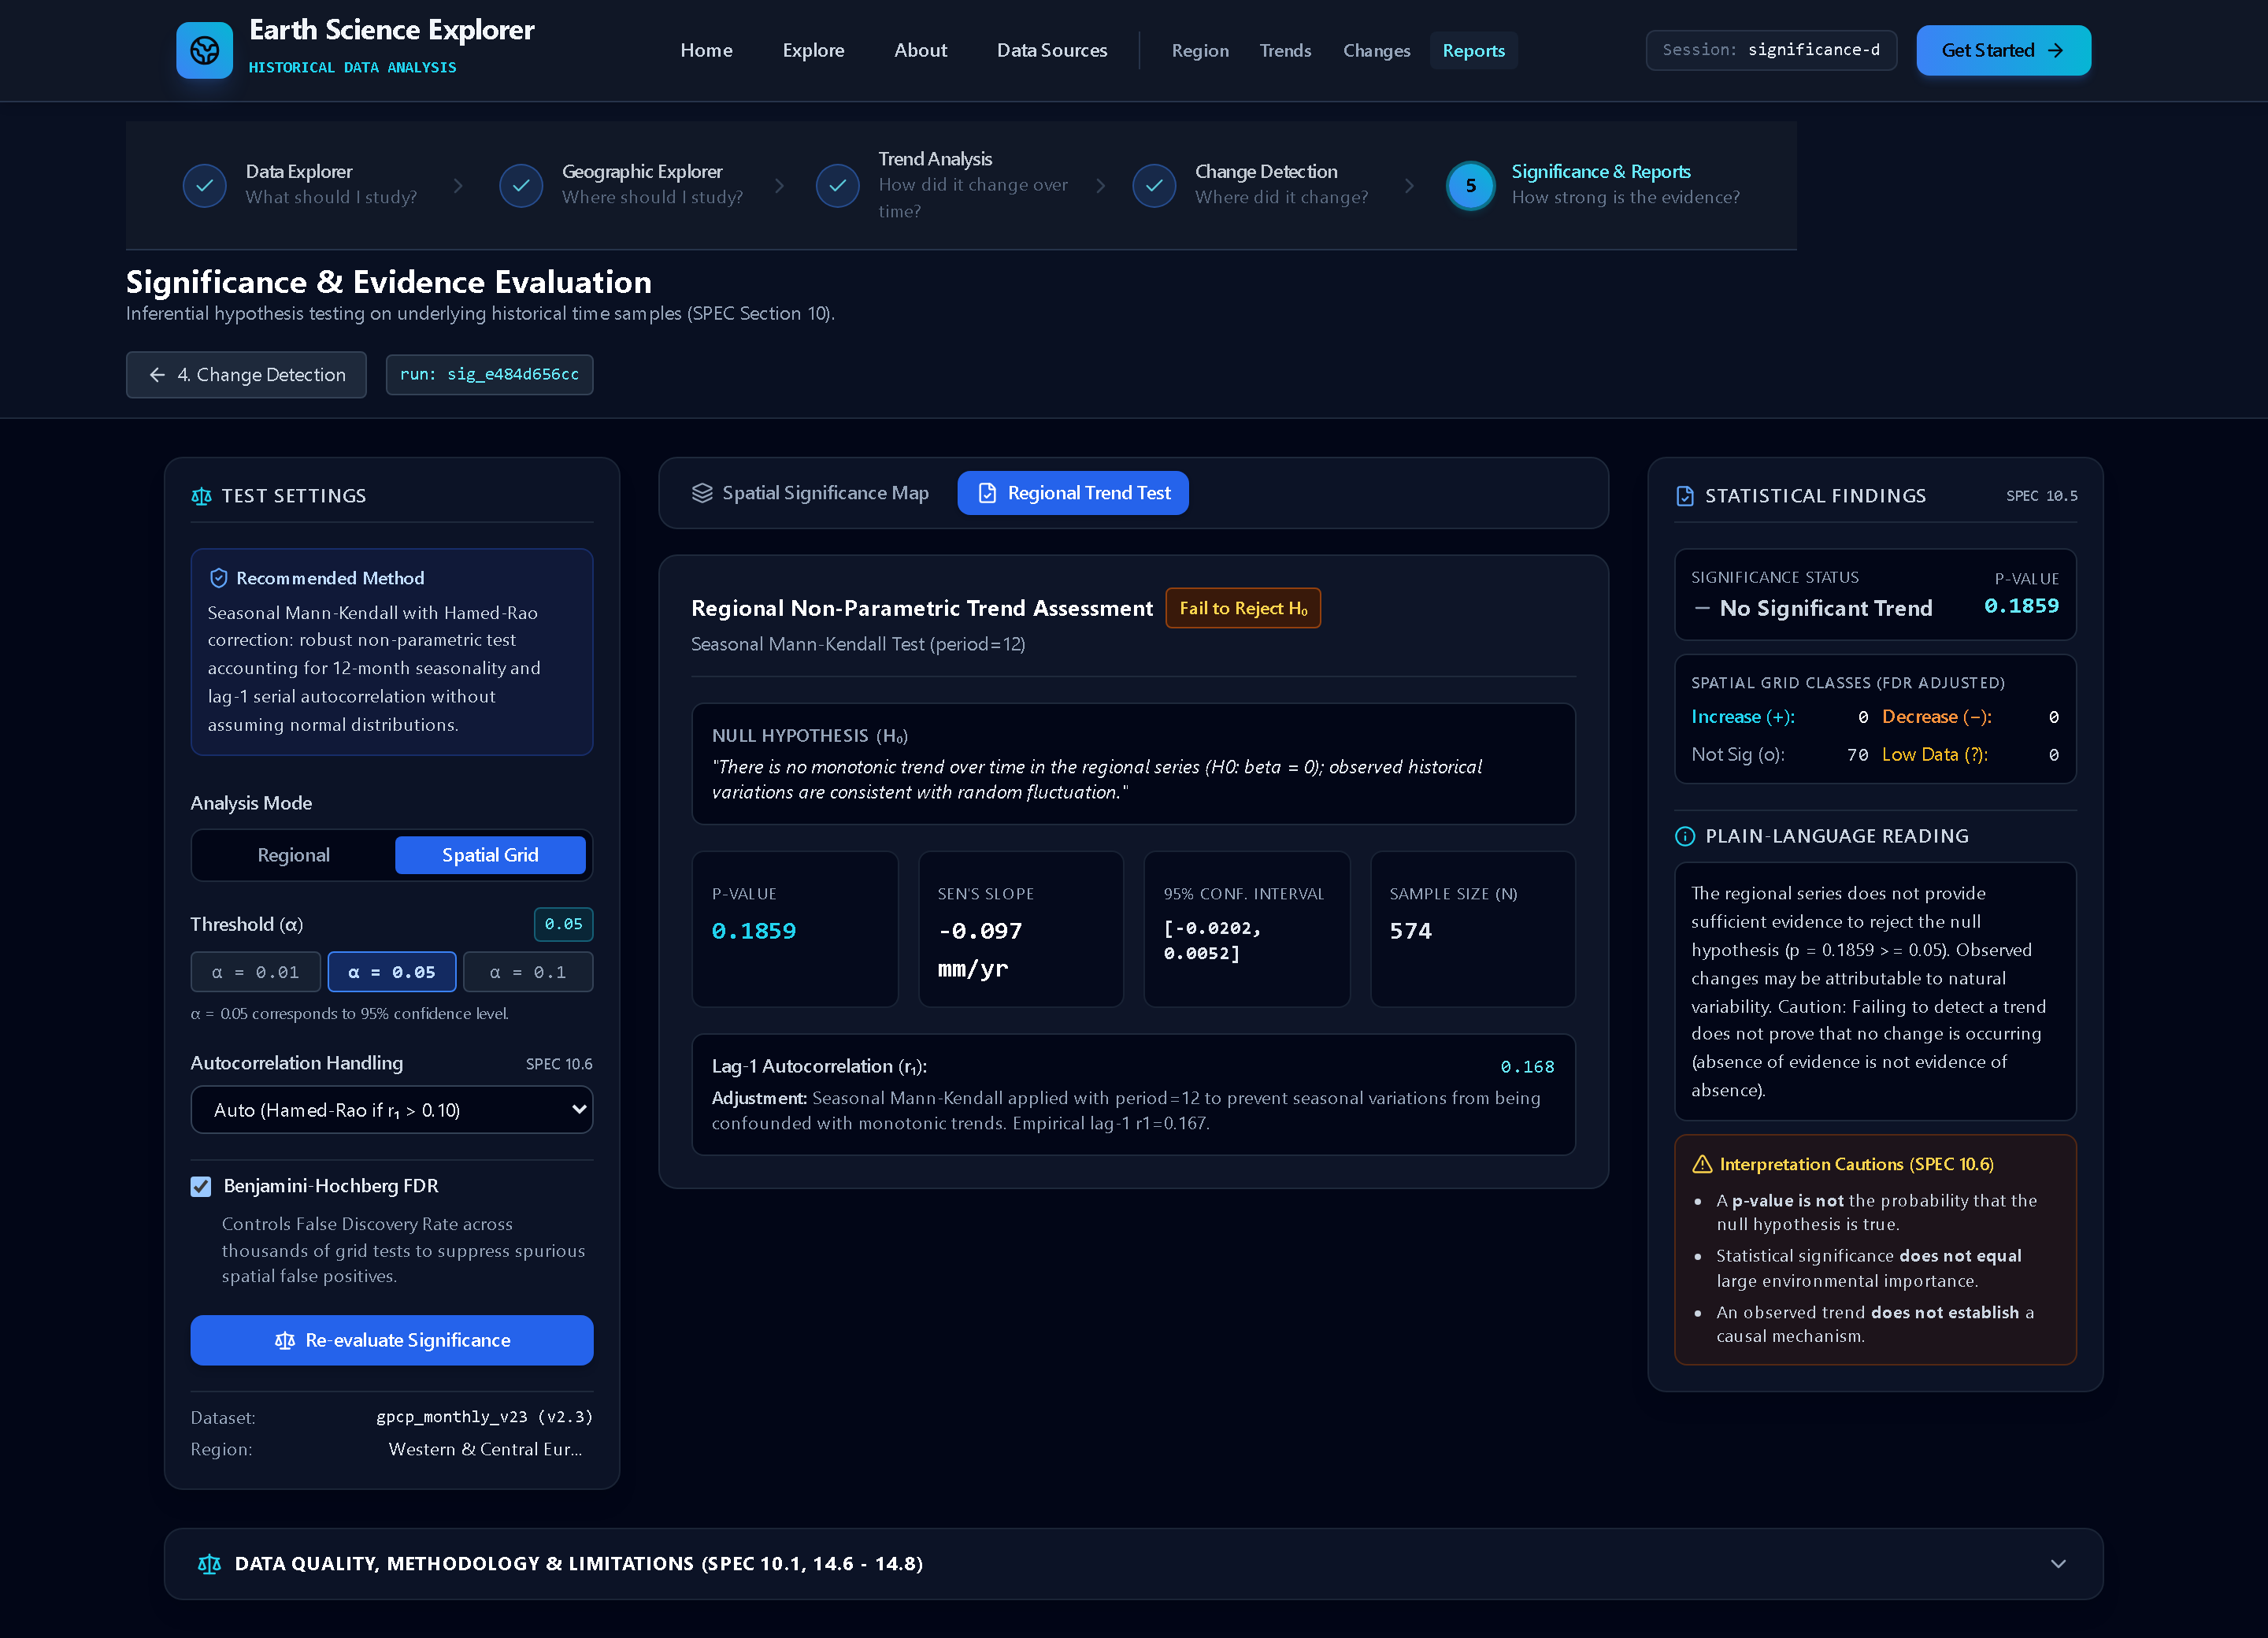 Earth Science Explorer
HISTORICAL DATA ANALYSIS
Home
Explore
About
Data Sources
Region
Trends
Changes
Reports
Session: significance-d
Get Started
Data Explorer
What should I study?
Geographic Explorer
Where should I study?
Trend Analysis
How did it change over
time?
Change Detection
Where did it change?
5
Significance & Reports
How strong is the evidence?
Significance & Evidence Evaluation
Inferential hypothesis testing on underlying historical time samples (SPEC Section 10).
4. Change Detection
run: sig_e484d656cc
TEST SETTINGS
Recommended Method
Seasonal Mann-Kendall with Hamed-Rao
correction: robust non-parametric test
accounting for 12-month seasonality and
lag-1 serial autocorrelation without
assuming normal distributions.
Analysis Mode
Regional
Spatial Grid
Threshold (α)
0.05
α = 0.01
α = 0.05
α = 0.1
α = 0.05 corresponds to 95% confidence level.
Autocorrelation Handling
SPEC 10.6
Auto (Hamed-Rao if r₁ > 0.10)
Benjamini-Hochberg FDR
Controls False Discovery Rate across
thousands of grid tests to suppress spurious
spatial false positives.
Re-evaluate Significance
Dataset:
gpcp_monthly_v23 (v2.3)
Region:
Western & Central Eur...
Spatial Significance Map
Regional Trend Test
Regional Non-Parametric Trend Assessment
Fail to Reject H₀
Seasonal Mann-Kendall Test (period=12)
NULL HYPOTHESIS (H₀)
"There is no monotonic trend over time in the regional series (H0: beta = 0); observed historical
variations are consistent with random fluctuation."
P-VALUE
0.1859
SEN'S SLOPE
-0.097
mm/yr
95% CONF. INTERVAL
[-0.0202,
0.0052]
SAMPLE SIZE (N)
574
Lag-1 Autocorrelation (r₁):
0.168
Adjustment: Seasonal Mann-Kendall applied with period=12 to prevent seasonal variations from being
confounded with monotonic trends. Empirical lag-1 r1=0.167.
STATISTICAL FINDINGS
SPEC 10.5
SIGNIFICANCE STATUS
— No Significant Trend
P-VALUE
0.1859
SPATIAL GRID CLASSES (FDR ADJUSTED)
Increase (+): 0 Decrease (−): 0
Not Sig (o): 70 Low Data (?): 0
PLAIN-LANGUAGE READING
The regional series does not provide
sufficient evidence to reject the null
hypothesis (p = 0.1859 >= 0.05). Observed
changes may be attributable to natural
variability. Caution: Failing to detect a trend
does not prove that no change is occurring
(absence of evidence is not evidence of
absence).
Interpretation Cautions (SPEC 10.6)
• A p-value is not the probability that the
null hypothesis is true.
• Statistical significance does not equal
large environmental importance.
• An observed trend does not establish a
causal mechanism.
DATA QUALITY, METHODOLOGY & LIMITATIONS (SPEC 10.1, 14.6 - 14.8)